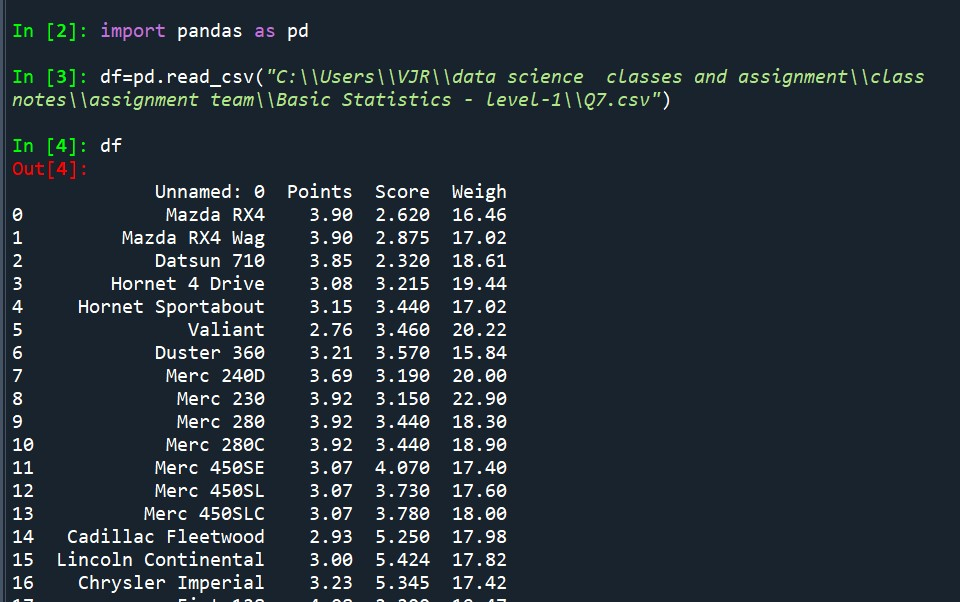 In [2]: import pandas as pd
In [3]: df=pd.read_csv("C:\\Users\\VJR\\data science  classes and assignment\\class
notes\\assignment team\\Basic Statistics - level-1\\Q7.csv")
In [4]: df
Out[4]:
Unnamed: 0 Points Score Weigh
0 Mazda RX4 3.90 2.620 16.46
1 Mazda RX4 Wag 3.90 2.875 17.02
2 Datsun 710 3.85 2.320 18.61
3 Hornet 4 Drive 3.08 3.215 19.44
4 Hornet Sportabout 3.15 3.440 17.02
5 Valiant 2.76 3.460 20.22
6 Duster 360 3.21 3.570 15.84
7 Merc 240D 3.69 3.190 20.00
8 Merc 230 3.92 3.150 22.90
9 Merc 280 3.92 3.440 18.30
10 Merc 280C 3.92 3.440 18.90
11 Merc 450SE 3.07 4.070 17.40
12 Merc 450SL 3.07 3.730 17.60
13 Merc 450SLC 3.07 3.780 18.00
14 Cadillac Fleetwood 2.93 5.250 17.98
15 Lincoln Continental 3.00 5.424 17.82
16 Chrysler Imperial 3.23 5.345 17.42